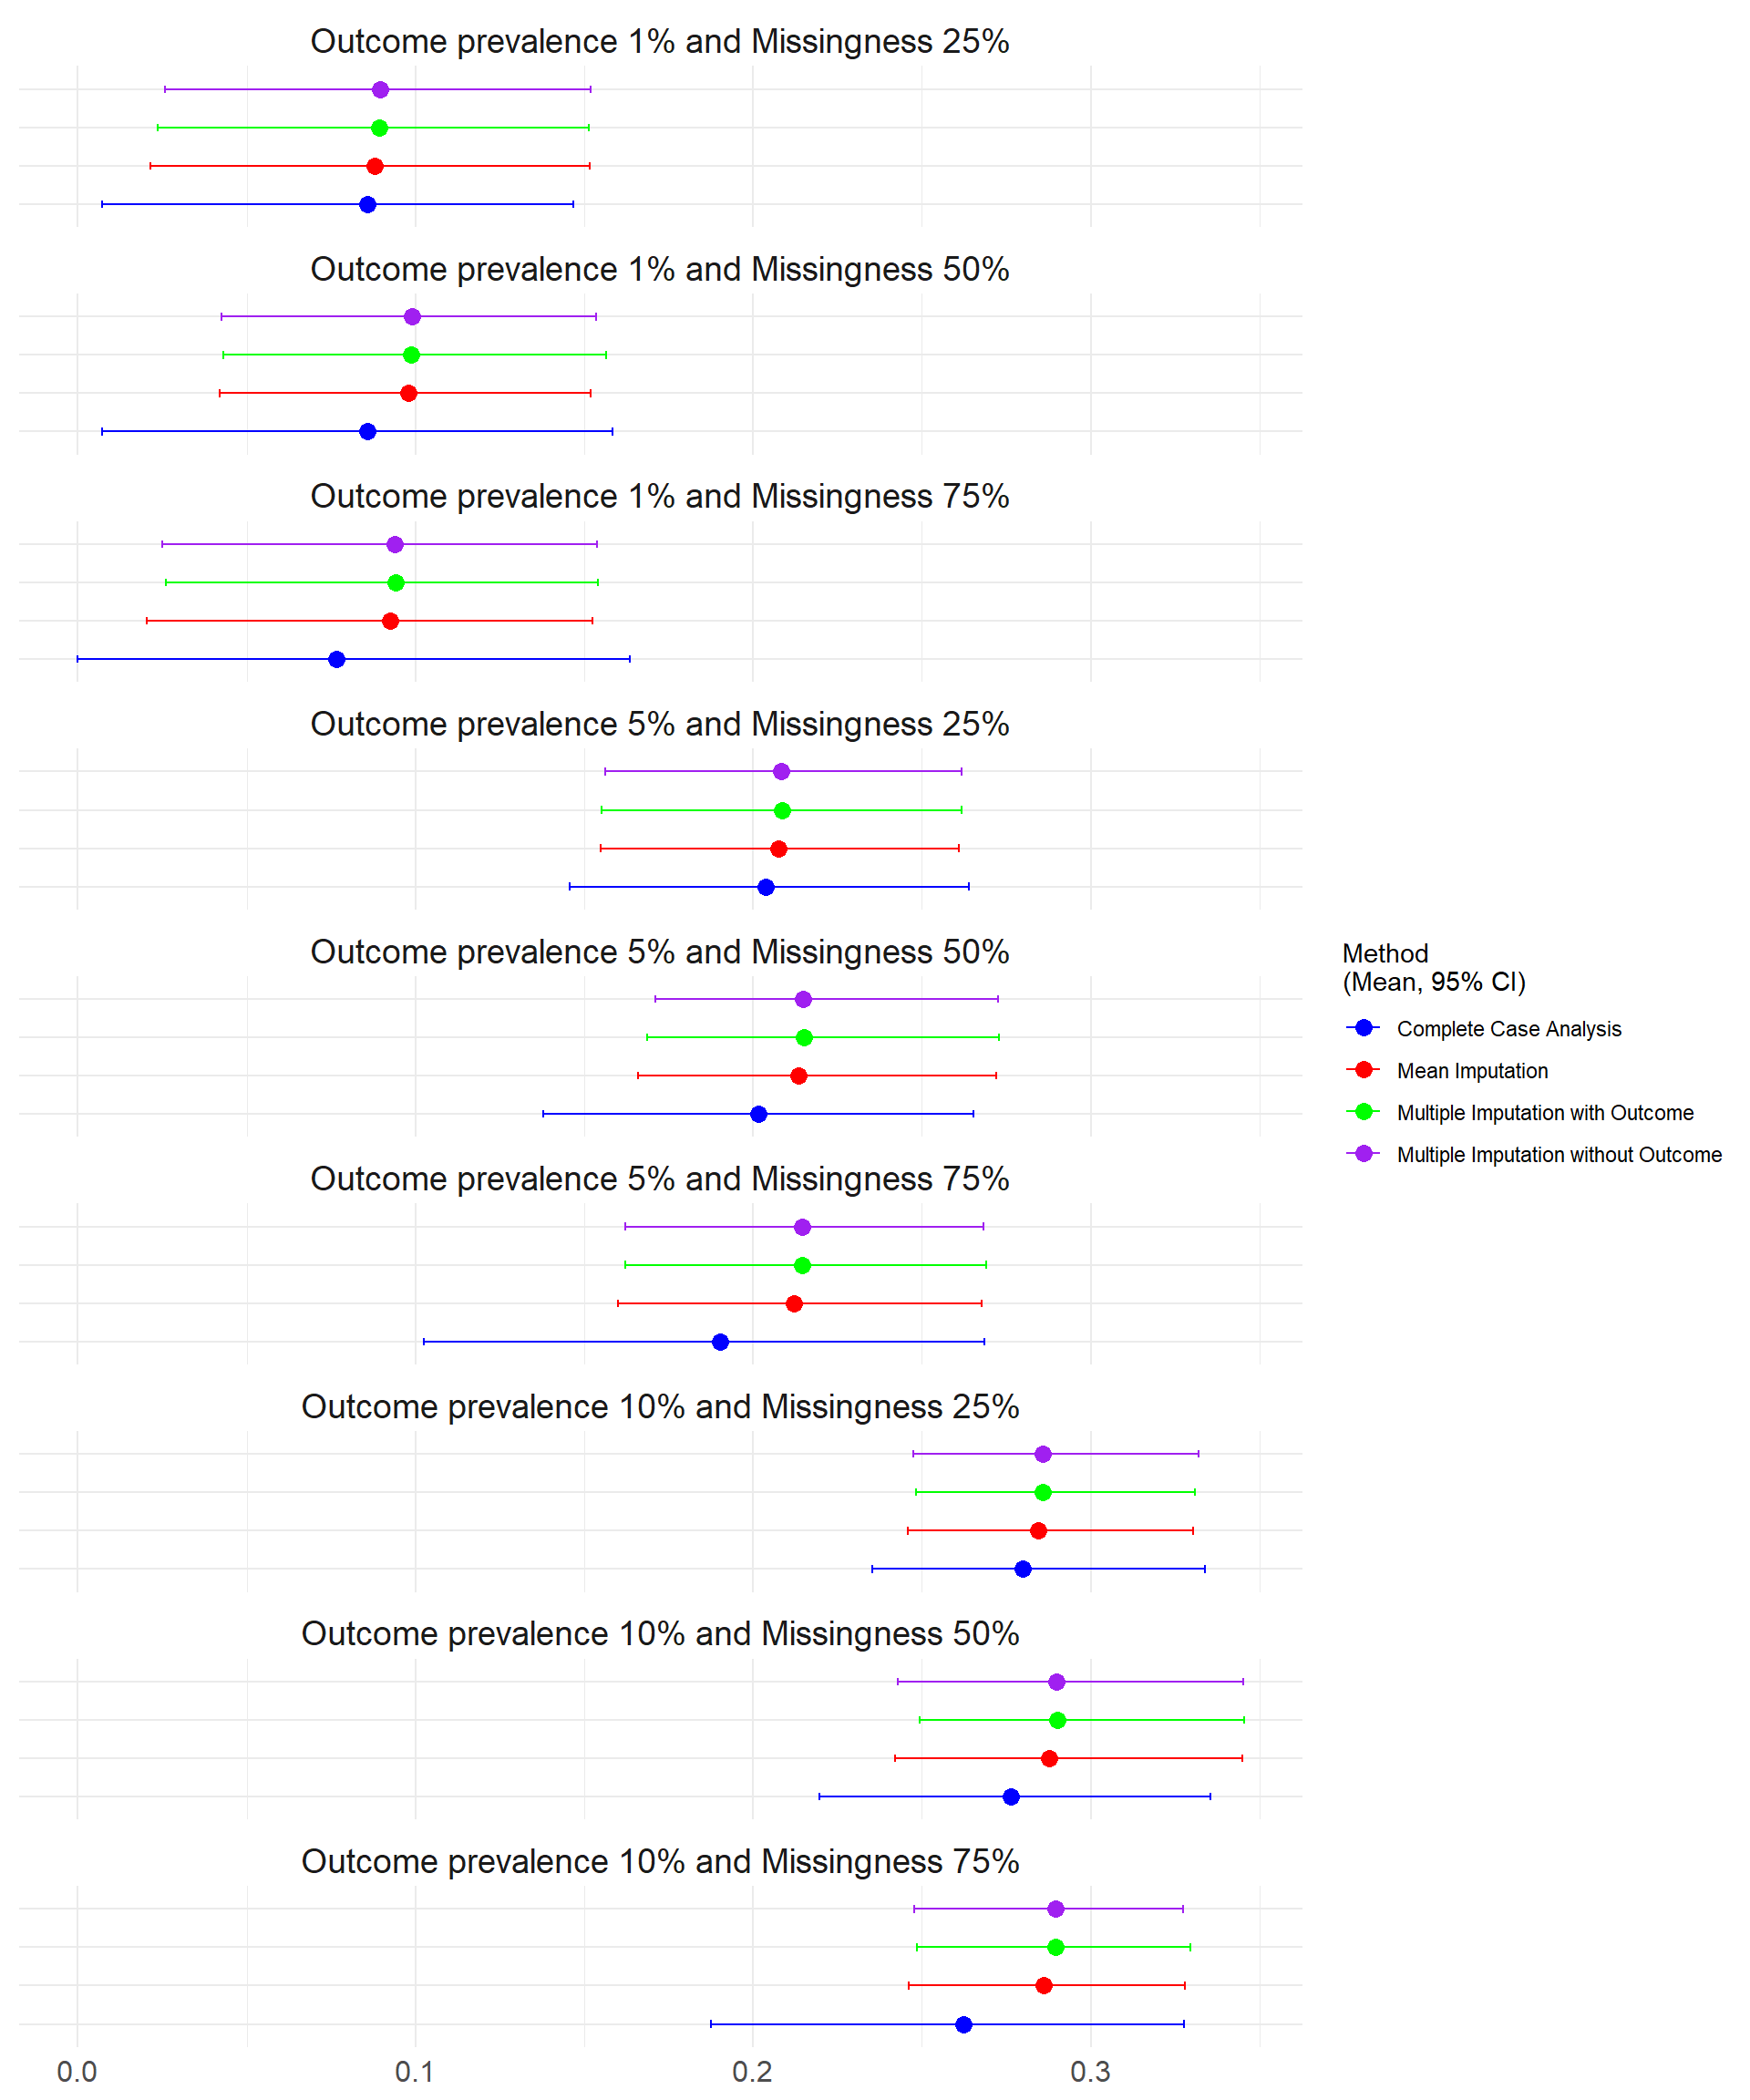 Outcome prevalence 1% and Missingness 25%
Outcome prevalence 1% and Missingness 50%
Outcome prevalence 1% and Missingness 75%
Outcome prevalence 5% and Missingness 25%
Outcome prevalence 5% and Missingness 50%
Outcome prevalence 5% and Missingness 75%
Outcome prevalence 10% and Missingness 25%
Outcome prevalence 10% and Missingness 50%
Outcome prevalence 10% and Missingness 75%
0.0 0.1 0.2 0.3
Method
(Mean, 95% CI)
Complete Case Analysis
Mean Imputation
Multiple Imputation with Outcome
Multiple Imputation without Outcome